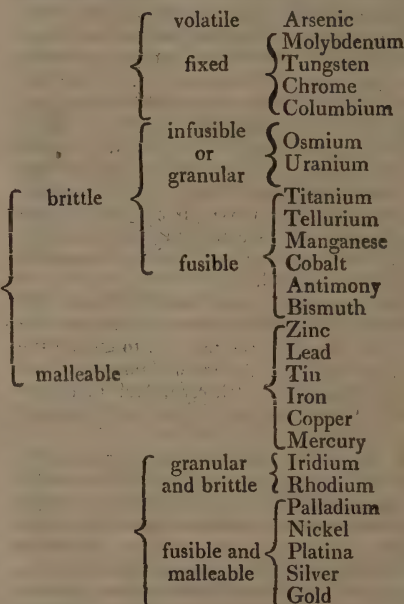 volatile Arsenic
Molybdenum
fixed Tungsten
Chrome
Columbium
infusible
or Osmium
granular Uranium
brittle Titanium
Tellurium
Manganese
fusible Cobalt
Antimony
Bismuth
Zinc
Lead
malleable Tin
Iron
Copper
Mercury
granular Iridium
and brittle Rhodium
Palladium
Nickel
fusible and Platina
malleable Silver
Gold